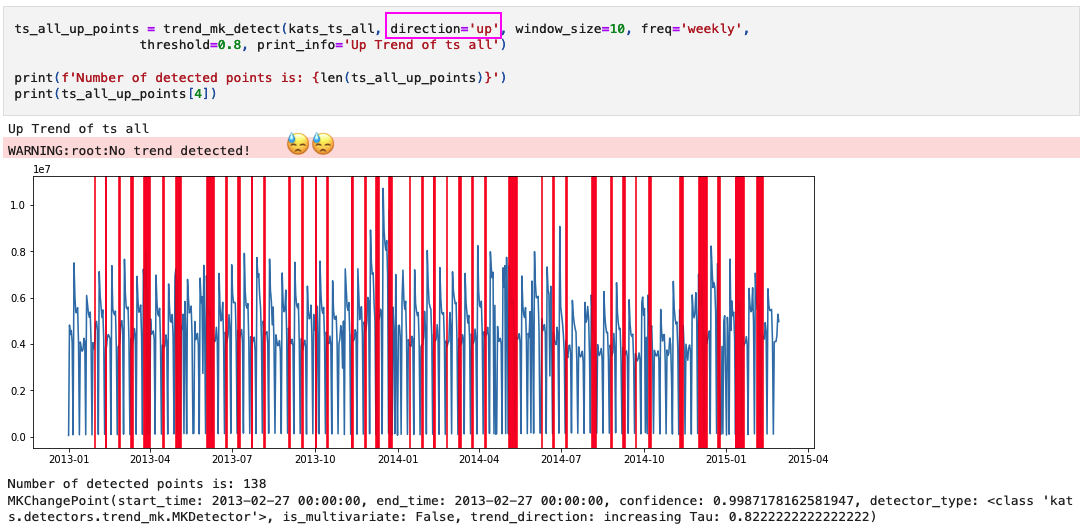 ts_all_up_points = trend_mk_detect(kats_ts_all, direction='up', window_size=10, freq='weekly',
threshold=0.8, print_info='Up Trend of ts all')
print(f'Number of detected points is: {len(ts_all_up_points)}')
print(ts_all_up_points[4])
Up Trend of ts all
WARNING:root:No trend detected! 😓😓
1e7
1.0
0.8
0.6
0.4
0.2
0.0
2013-01 2013-04 2013-07 2013-10 2014-01 2014-04 2014-07 2014-10 2015-01 2015-04
Number of detected points is: 138
MKChangePoint(start_time: 2013-02-27 00:00:00, end_time: 2013-02-27 00:00:00, confidence: 0.9987178162581947, detector_type: <class 'kat
s.detectors.trend_mk.MKDetector'>, is_multivariate: False, trend_direction: increasing Tau: 0.8222222222222222)